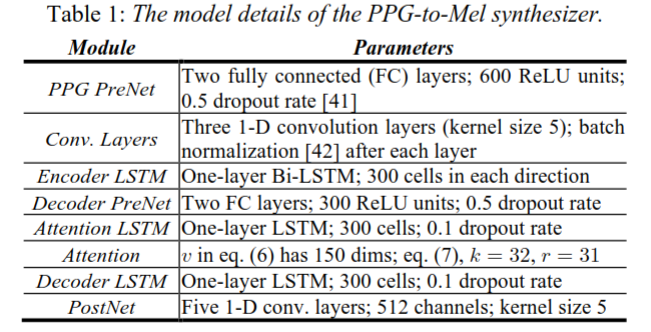 Table 1: The model details of the PPG-to-Mel synthesizer.
Module Parameters
PPG PreNet Two fully connected (FC) layers; 600 ReLU units;
0.5 dropout rate [41]
Conv. Layers Three 1-D convolution layers (kernel size 5); batch
normalization [42] after each layer
Encoder LSTM One-layer Bi-LSTM; 300 cells in each direction
Decoder PreNet Two FC layers; 300 ReLU units; 0.5 dropout rate
Attention LSTM One-layer LSTM; 300 cells; 0.1 dropout rate
Attention v in eq. (6) has 150 dims; eq. (7), k = 32, r = 31
Decoder LSTM One-layer LSTM; 300 cells; 0.1 dropout rate
PostNet Five 1-D conv. layers; 512 channels; kernel size 5